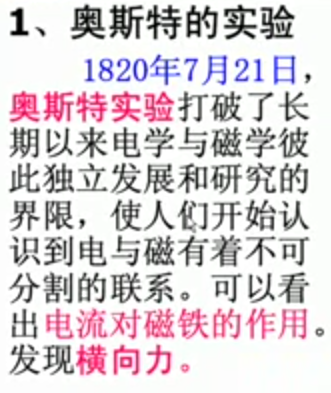 1、奥斯特的实验
1820年7月21日，
奥斯特实验打破了长
期以来电学与磁学彼
此独立发展和研究的
界限，使人们开始认
识到电与磁有着不可
分割的联系。可以看
出电流对磁铁的作用。
发现横向力。